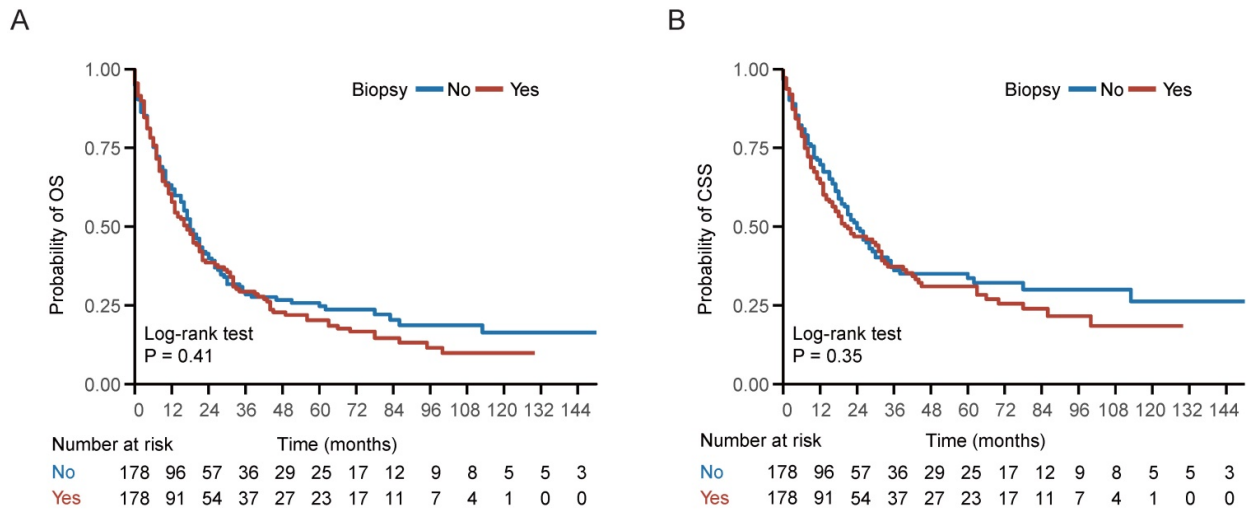 A
1.00
0.75
0.50
0.25
0.00
Probability of OS
Biopsy No Yes
Log-rank test
P = 0.41
0 12 24 36 48 60 72 84 96 108 120 132 144
Number at risk Time (months)
No 178 96 57 36 29 25 17 12 9 8 5 5 3
Yes 178 91 54 37 27 23 17 11 7 4 1 0 0
B
1.00
0.75
0.50
0.25
0.00
Probability of CSS
Biopsy No Yes
Log-rank test
P = 0.35
0 12 24 36 48 60 72 84 96 108 120 132 144
Number at risk Time (months)
No 178 96 57 36 29 25 17 12 9 8 5 5 3
Yes 178 91 54 37 27 23 17 11 7 4 1 0 0